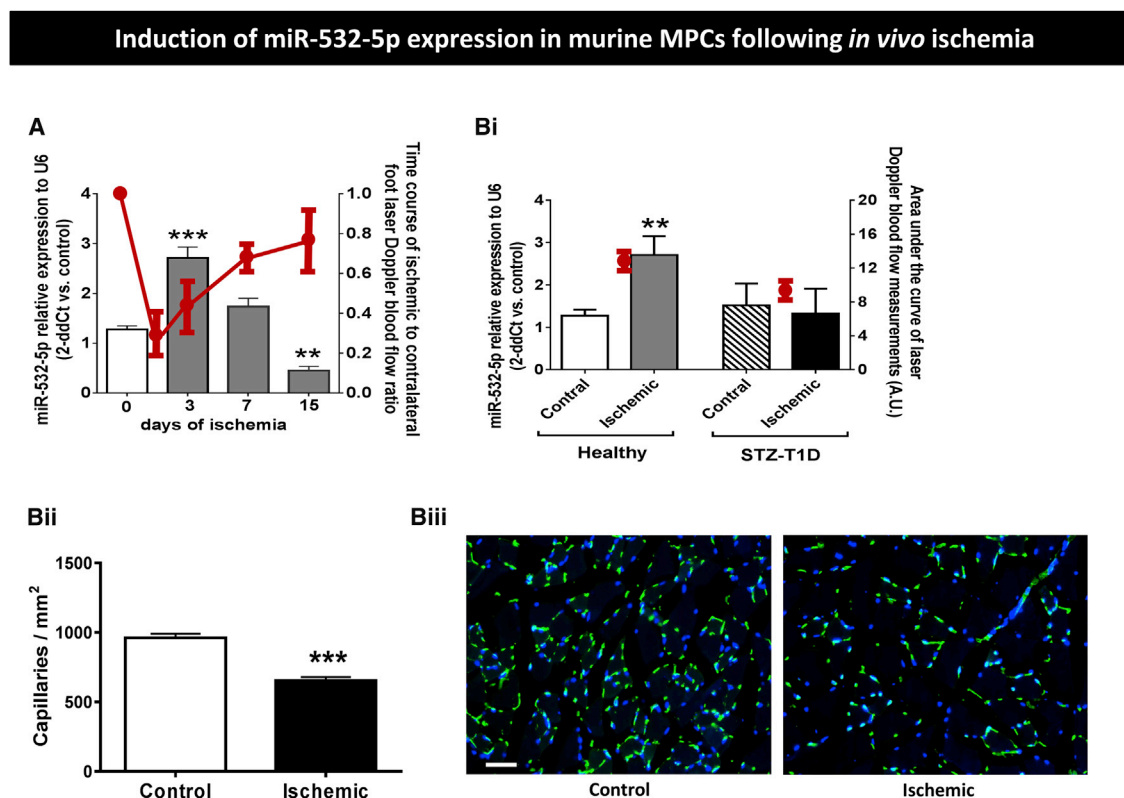 Induction of miR-532-5p expression in murine MPCs following in vivo ischemia
A
miR-532-5p relative expression to U6
(2-ddCt vs. control)
4
3
2
1
0
***
**
1.0
0.8
0.6
0.4
0.2
0.0
Time course of ischemic to contralateral
foot laser Doppler blood flow ratio
0 3 7 15
days of ischemia
Bi
miR-532-5p relative expression to U6
(2-ddCt vs. control)
4
3
2
1
0
**
20
16
12
8
4
0
Area under the curve of laser
Doppler blood flow measurements (A.U.)
Contral Ischemic Contral Ischemic
Healthy STZ-T1D
Bii
Capillaries / mm2
1500
1000
500
0
***
Control Ischemic
Biii
Control Ischemic